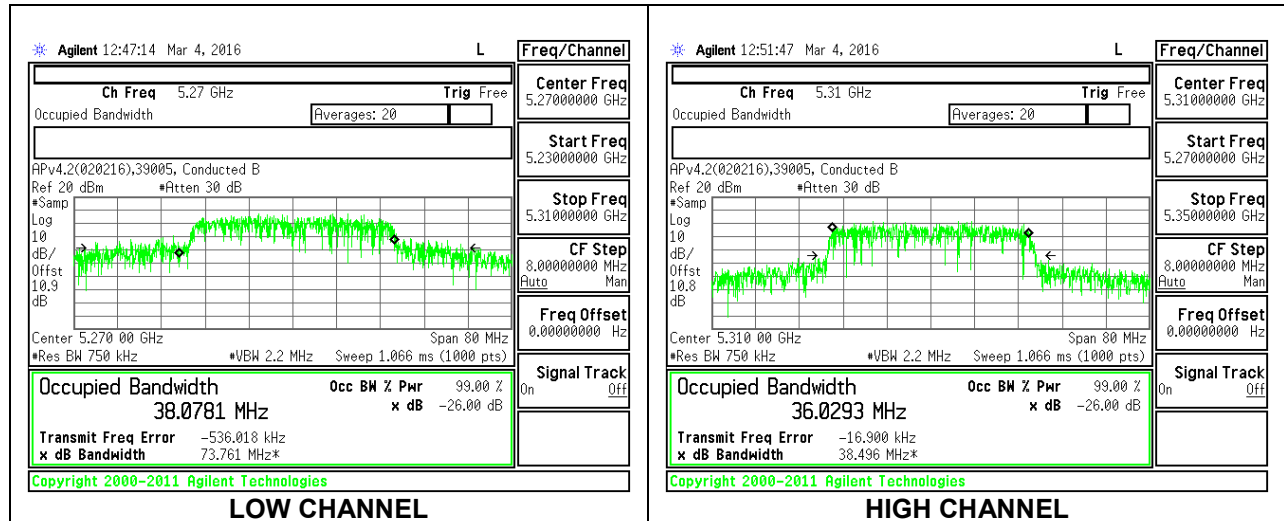 Agilent 12:47:14 Mar 4, 2016 L
Freq/Channel
Ch Freq 5.27 GHz Trig Free
Occupied Bandwidth Averages: 20
Center Freq
5.27000000 GHz
Start Freq
5.23000000 GHz
Stop Freq
5.31000000 GHz
CF Step
8.00000000 MHz
Auto Man
Freq Offset
0.00000000 Hz
Signal Track
On Off
APv4.2(020216),39005, Conducted B
Ref 20 dBm #Atten 30 dB
#Samp
Log
10
dB/
Offst
10.9
dB
Center 5.270 00 GHz Span 80 MHz
#Res BW 750 kHz #VBW 2.2 MHz Sweep 1.066 ms (1000 pts)
Occupied Bandwidth Occ BW % Pwr 99.00 %
38.0781 MHz x dB -26.00 dB
Transmit Freq Error -536.018 kHz
x dB Bandwidth 73.761 MHz*
Copyright 2000-2011 Agilent Technologies
LOW CHANNEL
Agilent 12:51:47 Mar 4, 2016 L
Freq/Channel
Ch Freq 5.31 GHz Trig Free
Occupied Bandwidth Averages: 20
Center Freq
5.31000000 GHz
Start Freq
5.27000000 GHz
Stop Freq
5.35000000 GHz
CF Step
8.00000000 MHz
Auto Man
Freq Offset
0.00000000 Hz
Signal Track
On Off
APv4.2(020216),39005, Conducted B
Ref 20 dBm #Atten 30 dB
#Samp
Log
10
dB/
Offst
10.8
dB
Center 5.310 00 GHz Span 80 MHz
#Res BW 750 kHz #VBW 2.2 MHz Sweep 1.066 ms (1000 pts)
Occupied Bandwidth Occ BW % Pwr 99.00 %
36.0293 MHz x dB -26.00 dB
Transmit Freq Error -16.900 kHz
x dB Bandwidth 38.496 MHz*
Copyright 2000-2011 Agilent Technologies
HIGH CHANNEL